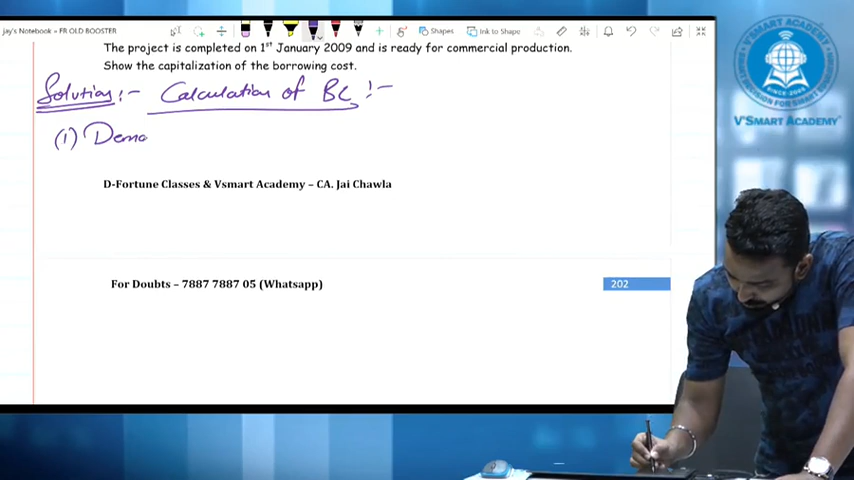 jay's Notebook » FR OLD BOOSTER
Shapes
Ink to Shape
The project is completed on 1st January 2009 and is ready for commercial production.
Show the capitalization of the borrowing cost.
Solution:- Calculation of BC :-
(1) Demo
D-Fortune Classes & Vsmart Academy – CA. Jai Chawla
For Doubts – 7887 7887 05 (Whatsapp)
202
V'SMART ACADEMY
SINCE-2004
V'SMART ACADEMY